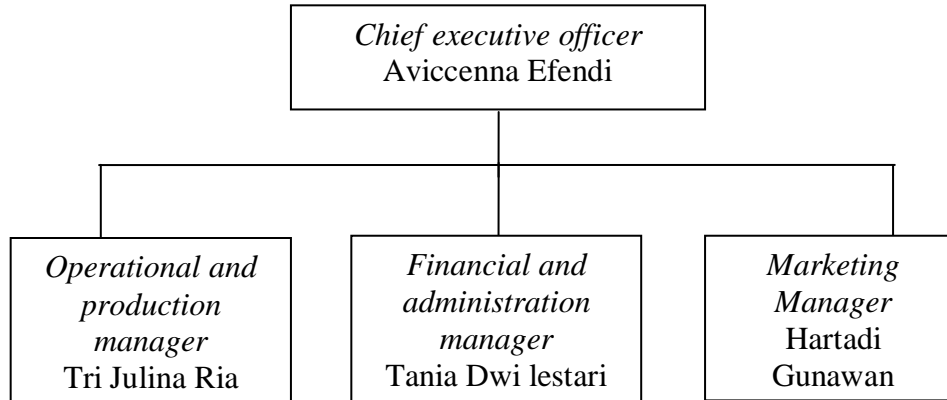 Chief executive officer
Aviccenna Efendi
Operational and
production
manager
Tri Julina Ria
Financial and
administration
manager
Tania Dwi lestari
Marketing
Manager
Hartadi
Gunawan